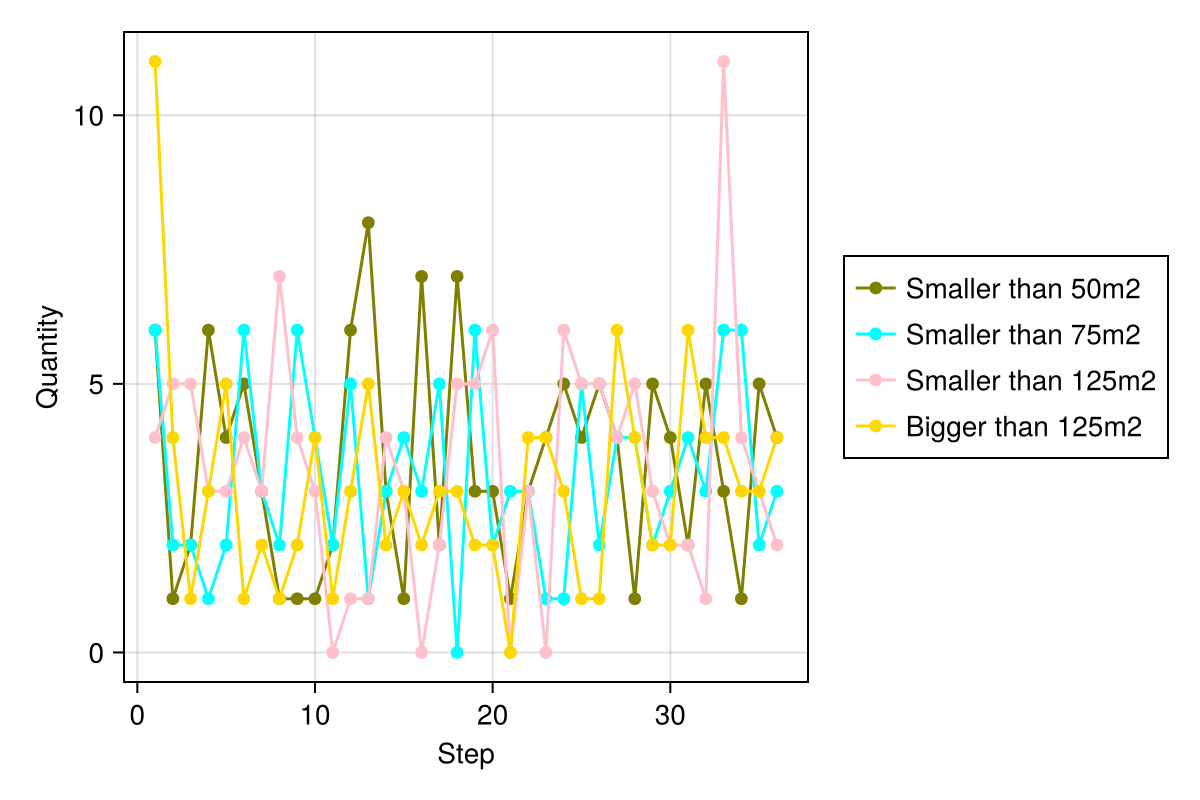 10
5
0
Quantity
0 10 20 30
Step
Smaller than 50m2
Smaller than 75m2
Smaller than 125m2
Bigger than 125m2